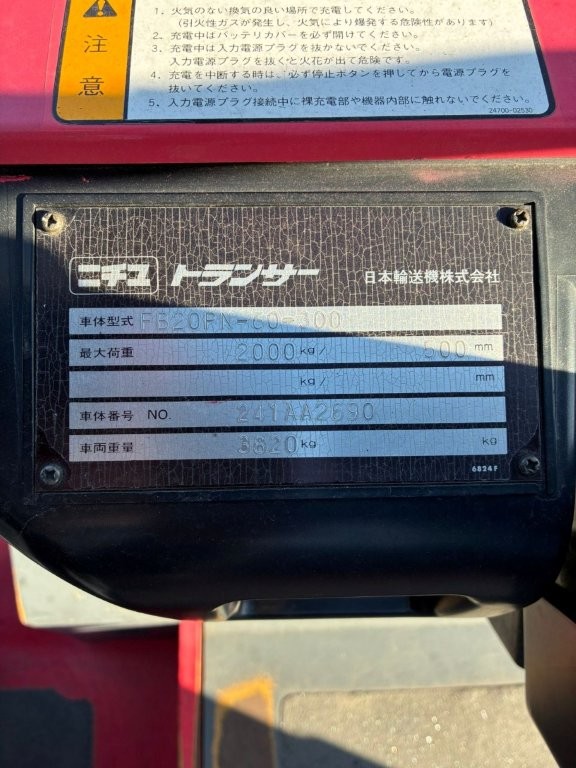 注意
1. 火気のない換気の良い場所で充電してください。
(引火性ガスが発生し、火気により爆発する危険性があります)
2. 充電中はバッテリカバーを必ず開けてください。
3. 充電中は入力電源プラグを抜かないでください。
充電中に入力電源プラグを抜くと火花が出て危険です。
4. 充電を中断する時は、必ず停止ボタンを押してから電源プラグを
抜いてください。
5. 入力電源プラグ接続中に裸充電部や機器内部に触れないでください。
24700-02530
ニチユ トランサー 日本輸送機株式会社
車体型式 FB20PN-60-300
最大荷重 2000 kg/ 500 mm
kg/ mm
車体番号 NO. 241AA2690
車両重量 3820 kg kg
6824F